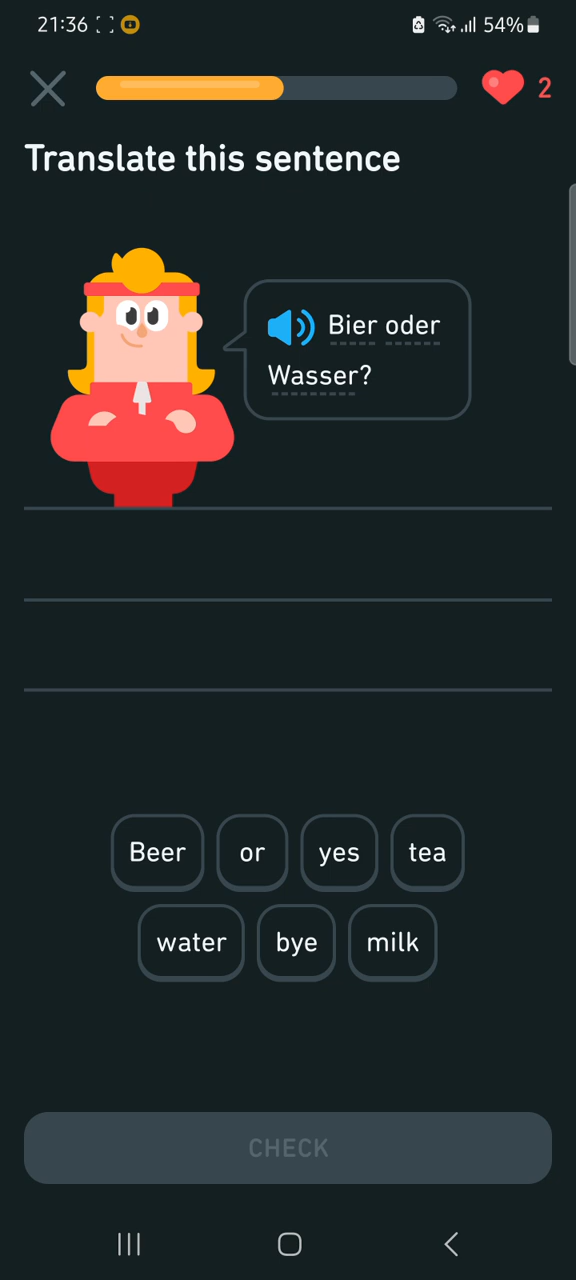 21:36 54%
2
Translate this sentence
Bier oder
Wasser?
Beer or yes tea
water bye milk
CHECK